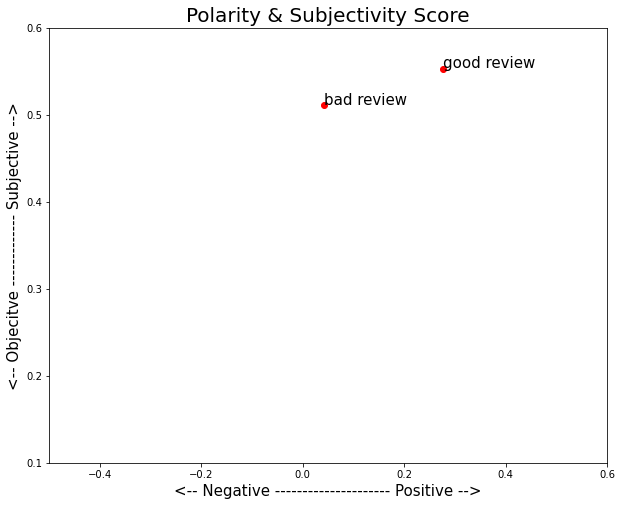 Polarity & Subjectivity Score
<-- Objecitve ------------- Subjective -->
0.6
0.5
0.4
0.3
0.2
0.1
good review
bad review
−0.4
−0.2
0.0
0.2
0.4
0.6
<-- Negative --------------------- Positive -->